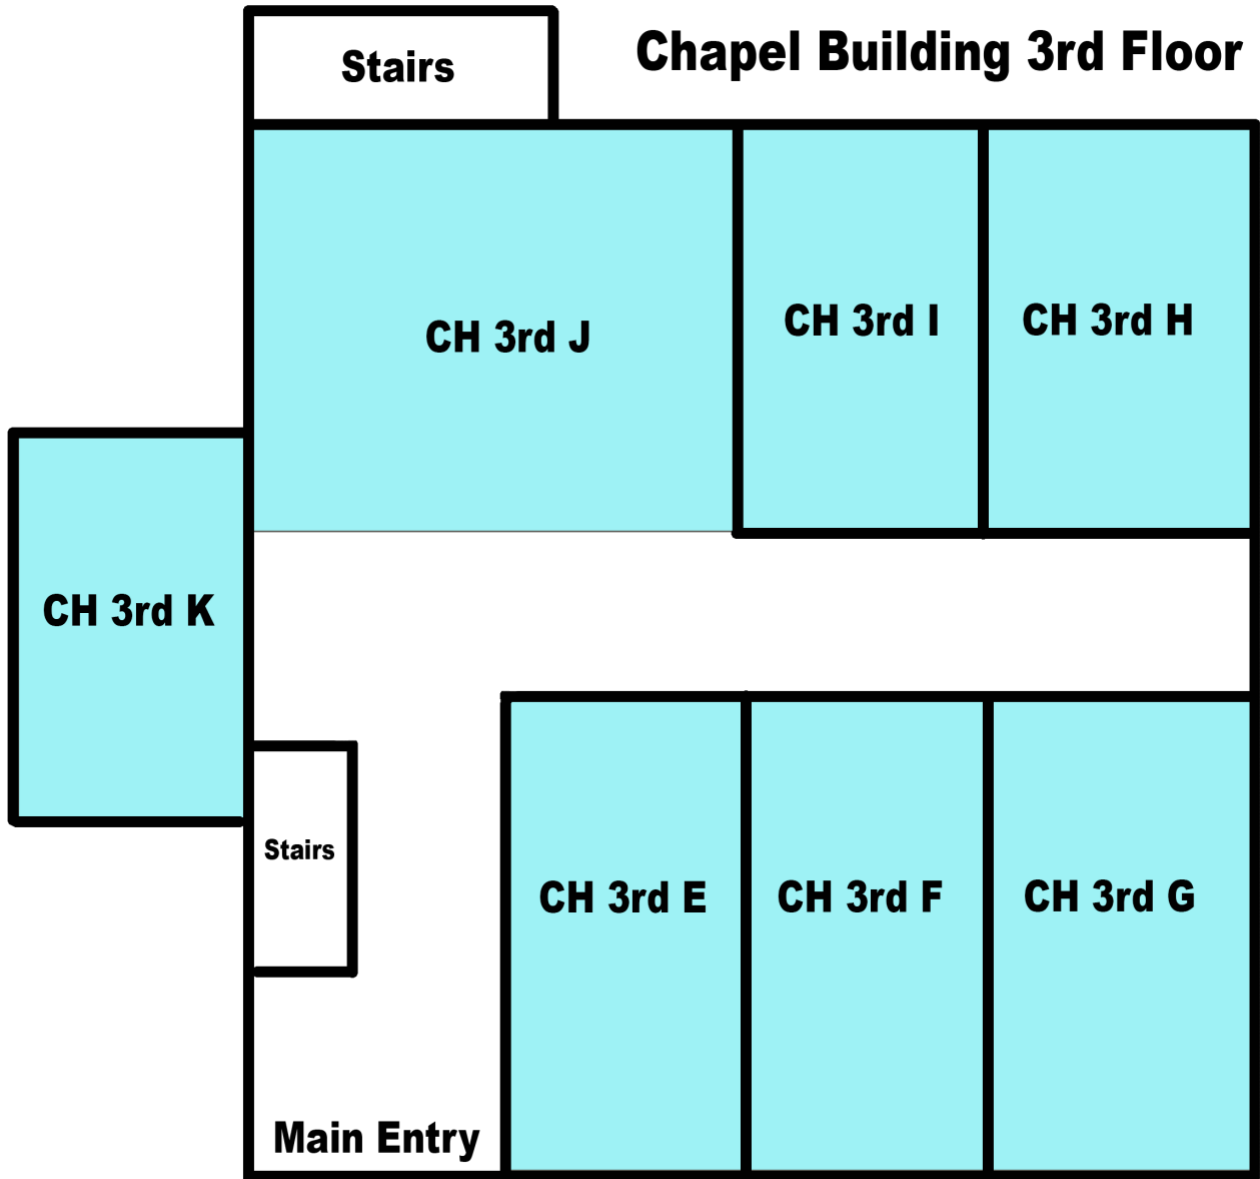 Stairs
Chapel Building 3rd Floor
CH 3rd J
CH 3rd I
CH 3rd H
CH 3rd K
Stairs
CH 3rd E
CH 3rd F
CH 3rd G
Main Entry